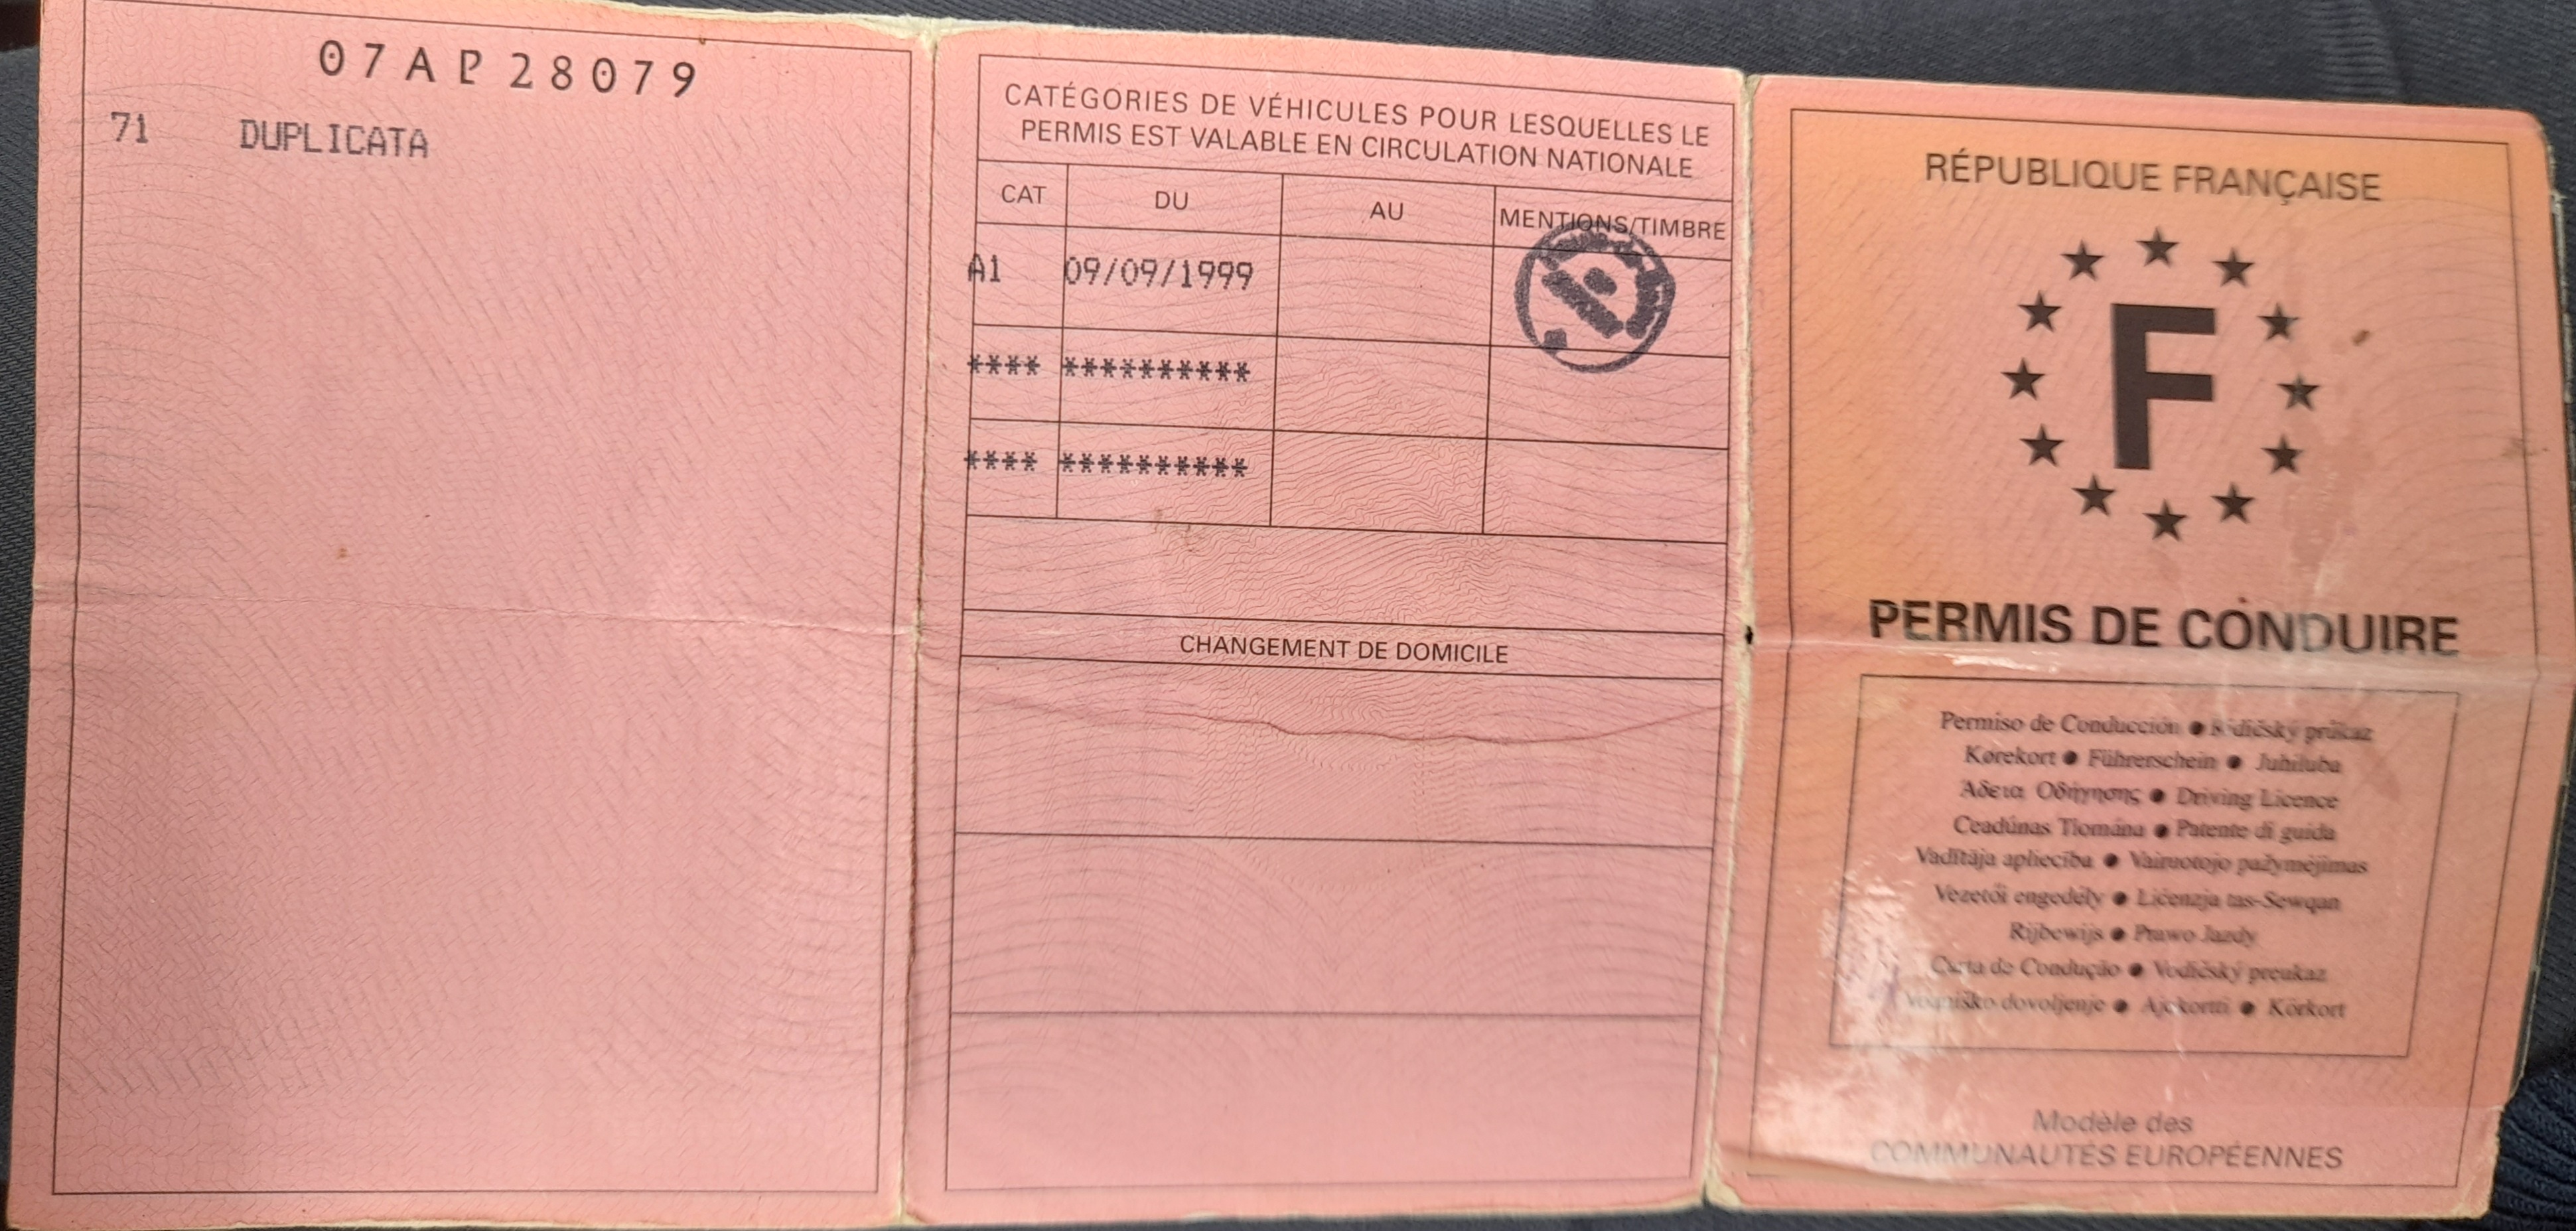 07AP28079
71 DUPLICATA
CATÉGORIES DE VÉHICULES POUR LESQUELLES LE
PERMIS EST VALABLE EN CIRCULATION NATIONALE
CAT DU AU MENTIONS/TIMBRE
A1 09/09/1999
**** **********
**** **********
CHANGEMENT DE DOMICILE
RÉPUBLIQUE FRANÇAISE
F
PERMIS DE CONDUIRE
Permiso de Conducción ● Řidičský průkaz
Kørekort ● Führerschein ● Juhiluba
Άδεια Οδήγησης ● Driving Licence
Ceadúnas Tiomána ● Patente di guida
Vadītāja apliecība ● Vairuotojo pažymėjimas
Vezetői engedély ● Liċenzja tas-Sewqan
Rijbewijs ● Prawo Jazdy
Carta de Condução ● Vodičský preukaz
Vozniško dovoljenje ● Ajokortti ● Körkort
Modèle des
COMMUNAUTÉS EUROPÉENNES